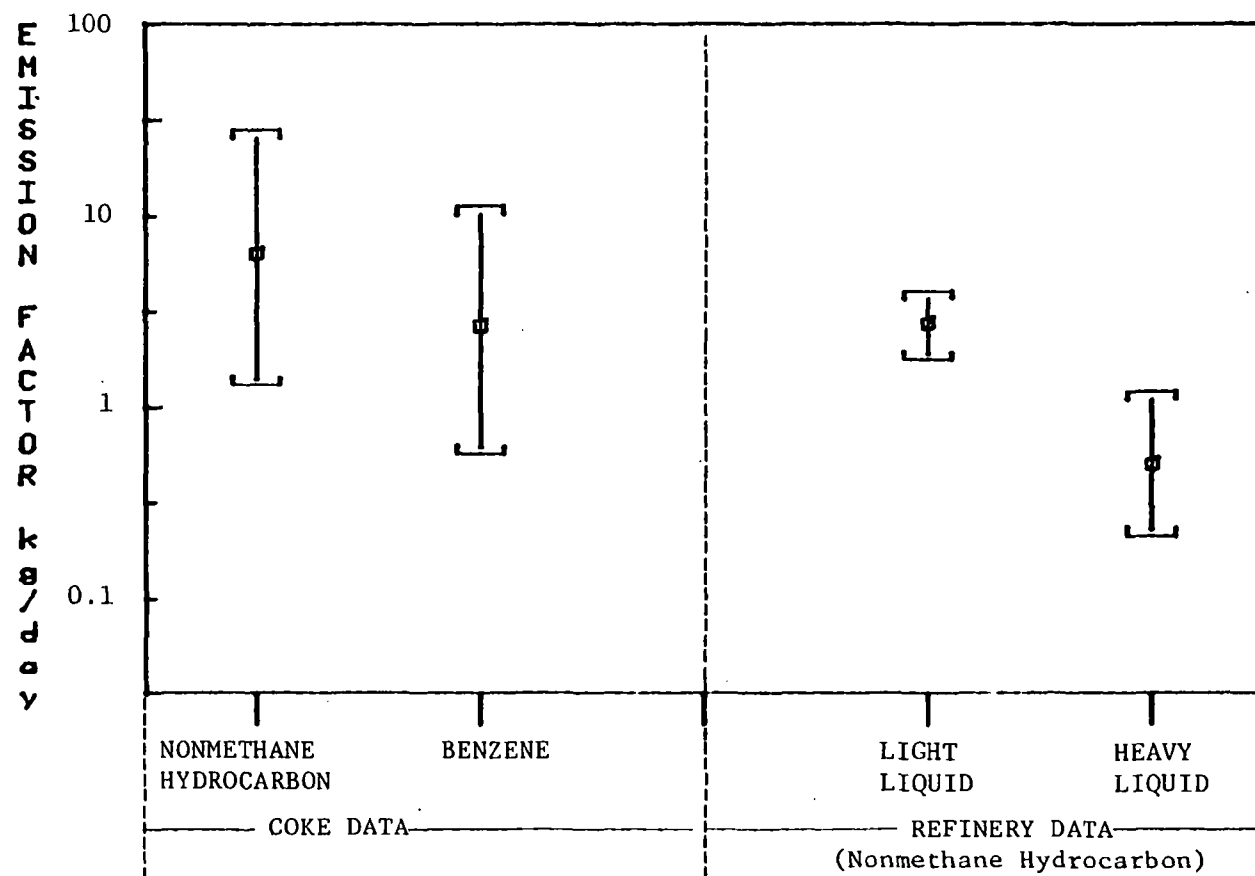 EMISSION FACTOR kg/day
100
10
1
0.1
NONMETHANE
HYDROCARBON
BENZENE
LIGHT
LIQUID
HEAVY
LIQUID
COKE DATA
REFINERY DATA
(Nonmethane Hydrocarbon)